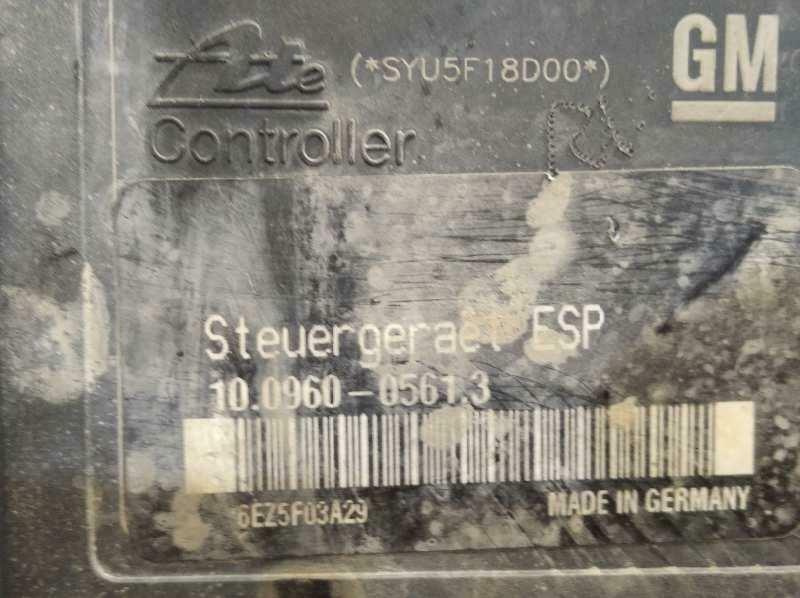 Ate (*SYU5F18D00*) GM
Controller
Steuergeraet ESP
10.0960-0561.3
6EZ5F03A29 MADE IN GERMANY